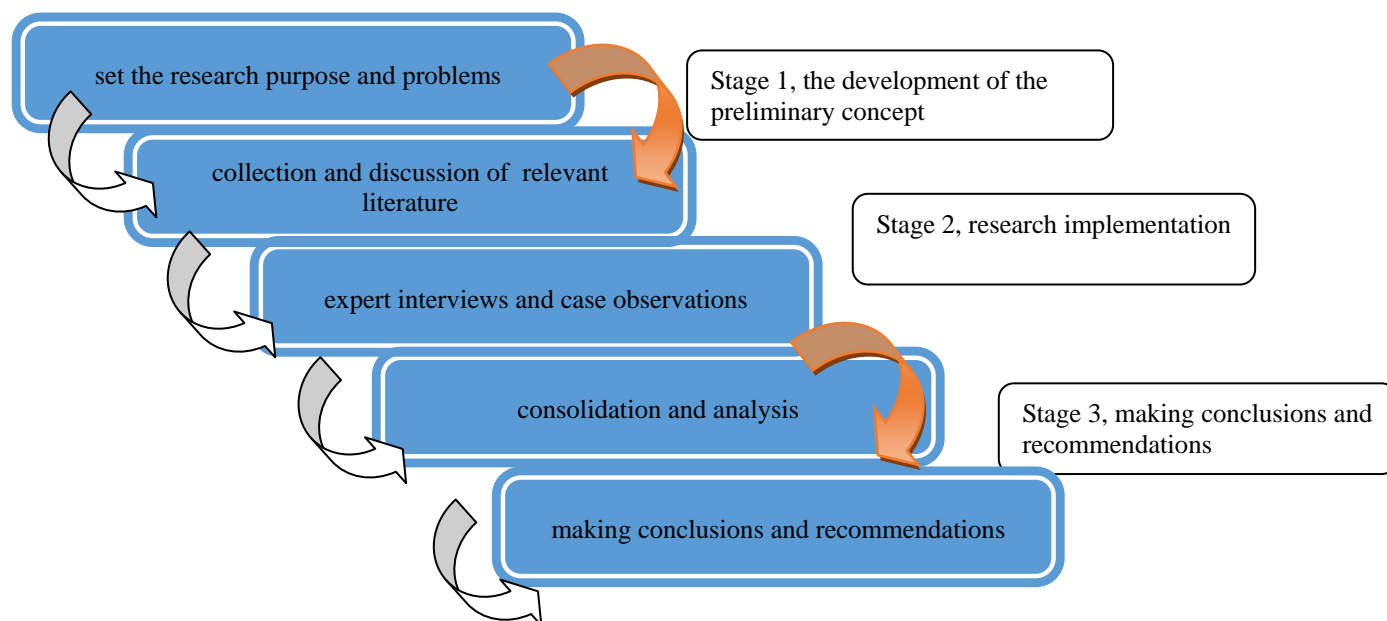 set the research purpose and problems
Stage 1, the development of the
preliminary concept
collection and discussion of relevant
literature
Stage 2, research implementation
expert interviews and case observations
consolidation and analysis
Stage 3, making conclusions and
recommendations
making conclusions and recommendations